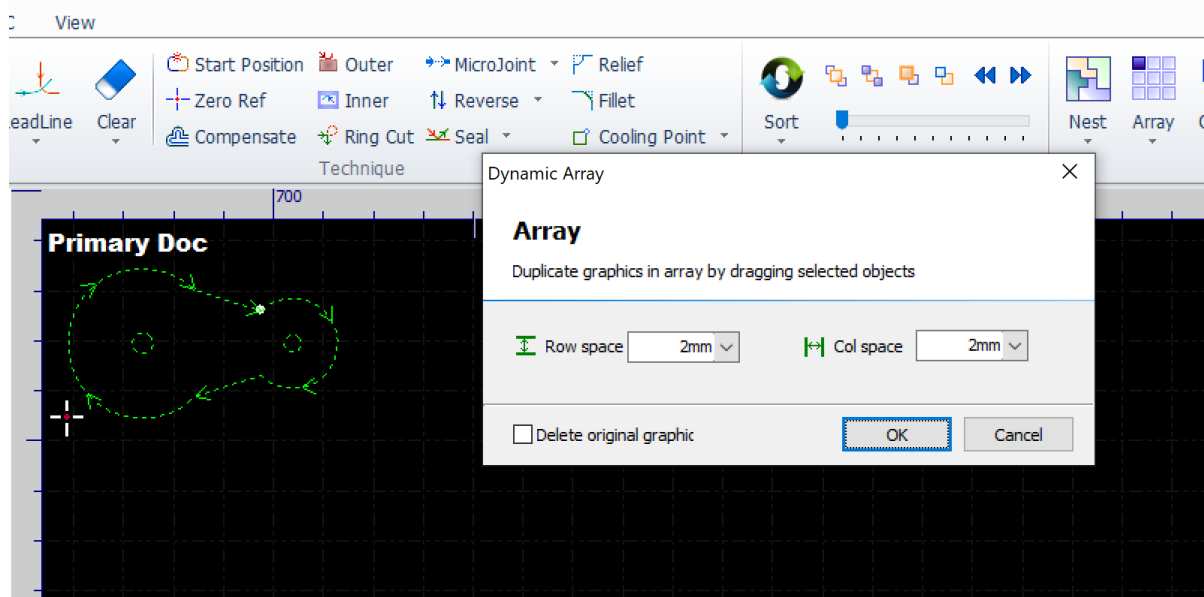 View
Start Position Outer MicroJoint Relief
Zero Ref Inner Reverse Fillet
Clear Sort Nest Array
Compensate Ring Cut Seal Cooling Point
Technique
Dynamic Array
700
Array
Primary Doc
Duplicate graphics in array by dragging selected objects
Row space 2mm Col space 2mm
Delete original graphic OK Cancel